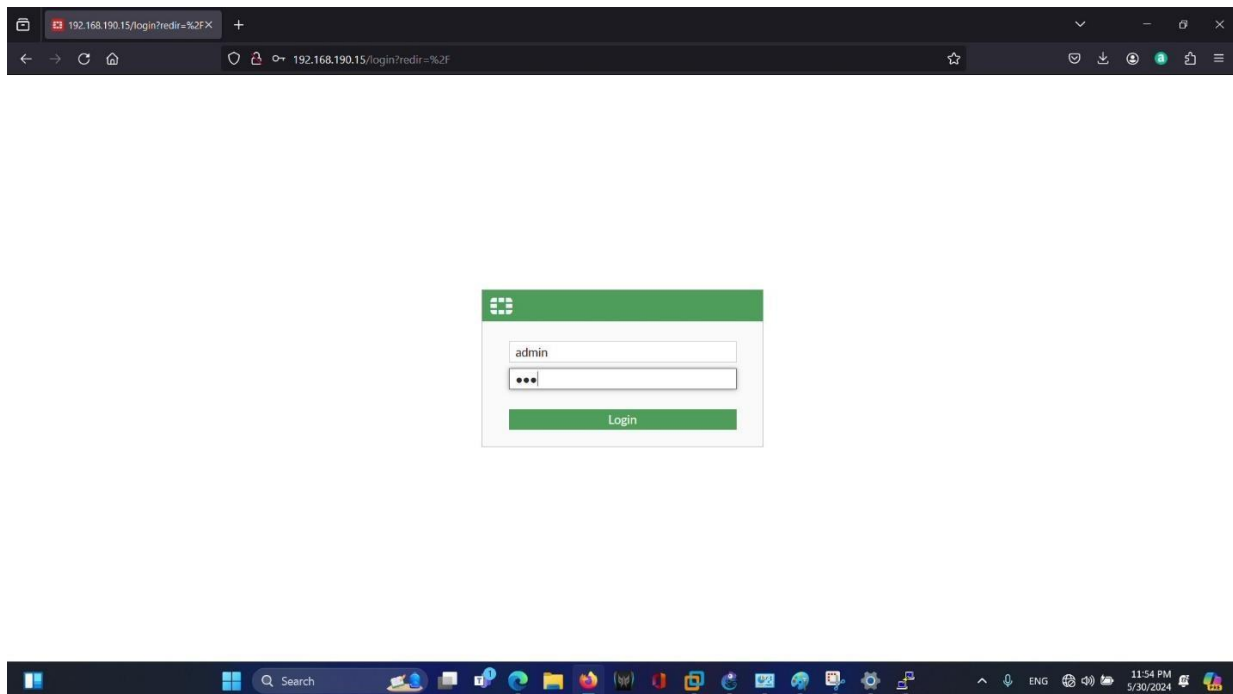 192.168.190.15/login?redir=%2F
192.168.190.15/login?redir=%2F
admin
Login
Search
ENG
11:54 PM
5/30/2024